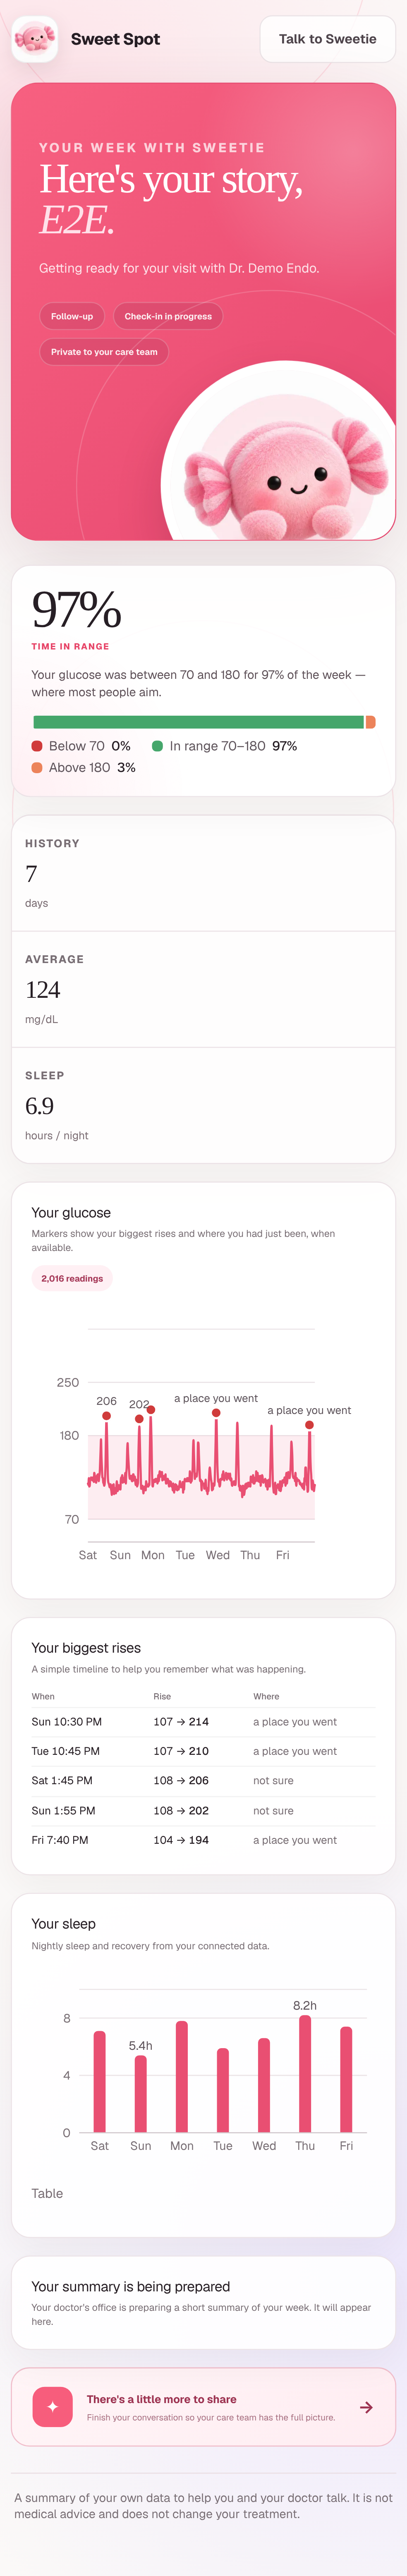 Sweet Spot
Talk to Sweetie
YOUR WEEK WITH SWEETIE
Here's your story,
E2E.
Getting ready for your visit with Dr. Demo Endo.
Follow-up
Check-in in progress
Private to your care team
97%
TIME IN RANGE
Your glucose was between 70 and 180 for 97% of the week —
where most people aim.
Below 70 0% In range 70–180 97%
Above 180 3%
HISTORY
7
days
AVERAGE
124
mg/dL
SLEEP
6.9
hours / night
Your glucose
Markers show your biggest rises and where you had just been, when
available.
2,016 readings
250
206 202 a place you went a place you went
180
70
Sat Sun Mon Tue Wed Thu Fri
Your biggest rises
A simple timeline to help you remember what was happening.
When Rise Where
Sun 10:30 PM 107 → 214 a place you went
Tue 10:45 PM 107 → 210 a place you went
Sat 1:45 PM 108 → 206 not sure
Sun 1:55 PM 108 → 202 not sure
Fri 7:40 PM 104 → 194 a place you went
Your sleep
Nightly sleep and recovery from your connected data.
8.2h
8
5.4h
4
0
Sat Sun Mon Tue Wed Thu Fri
Table
Your summary is being prepared
Your doctor's office is preparing a short summary of your week. It will appear
here.
There's a little more to share
Finish your conversation so your care team has the full picture.
A summary of your own data to help you and your doctor talk. It is not
medical advice and does not change your treatment.